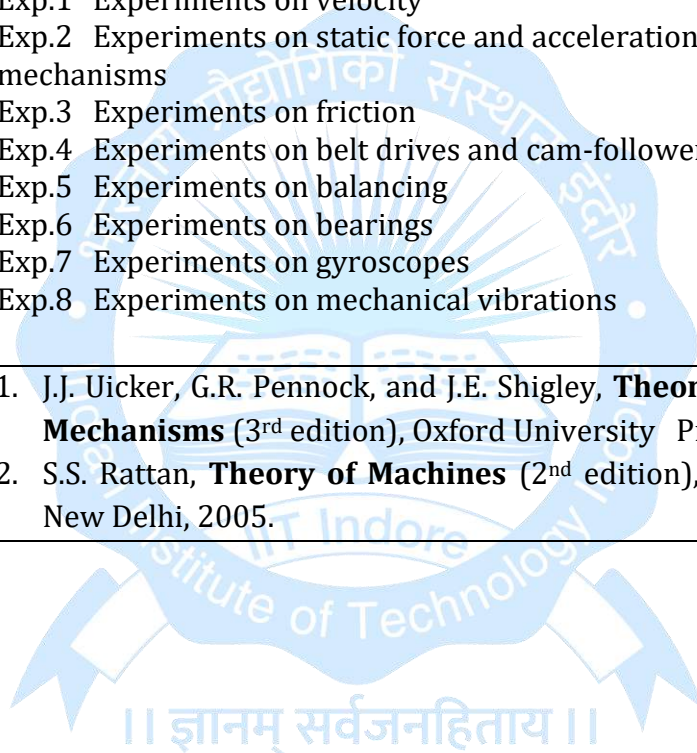 Exp.1 Experiments on velocity
Exp.2 Experiments on static force and acceleration
mechanisms
Exp.3 Experiments on friction
Exp.4 Experiments on belt drives and cam-follower
Exp.5 Experiments on balancing
Exp.6 Experiments on bearings
Exp.7 Experiments on gyroscopes
Exp.8 Experiments on mechanical vibrations
1. J.J. Uicker, G.R. Pennock, and J.E. Shigley,
Mechanisms (3rd edition), Oxford University
2. S.S. Rattan, Theory of Machines (2nd edition),
New Delhi, 2005.
भारतीय प्रौद्योगिकी संस्थान इंदौर
IIT Indore
Institute of Technology Indore
।। ज्ञानम् सर्वजनहिताय ।।